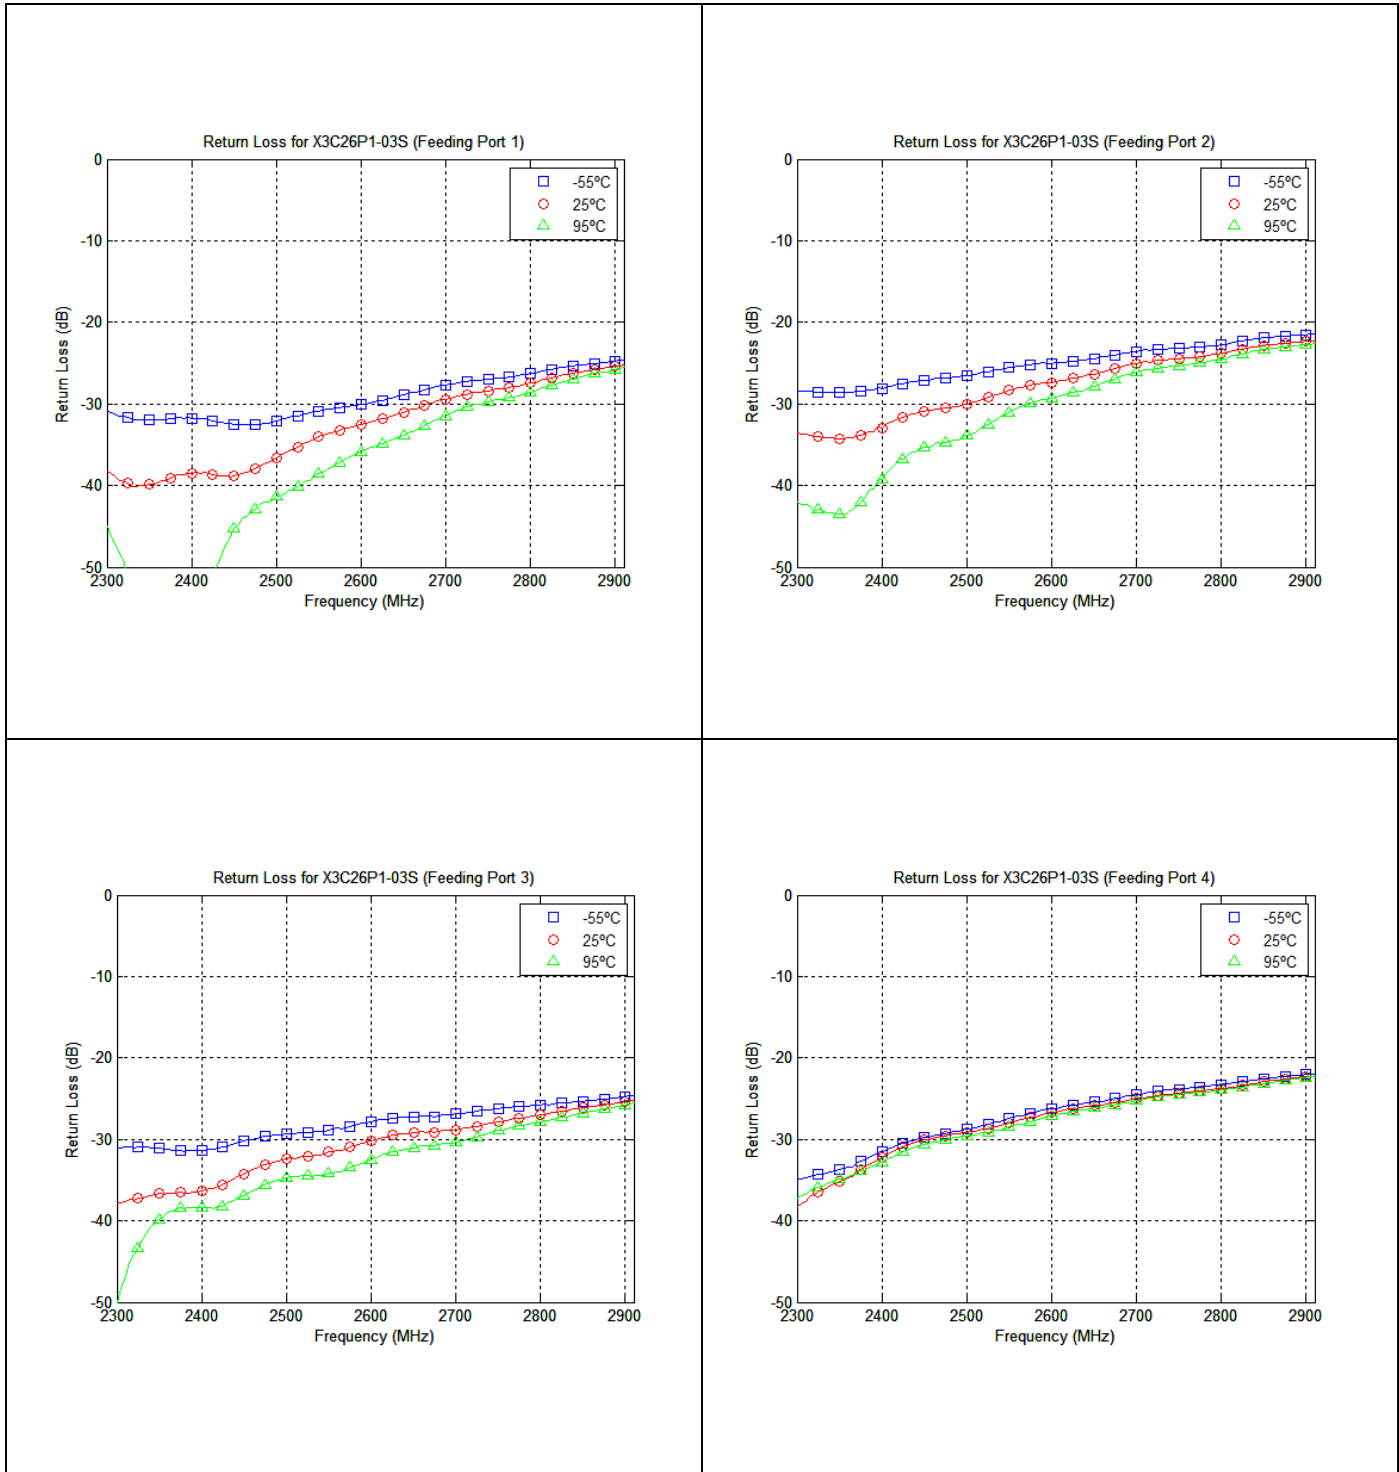 Return Loss for X3C26P1-03S (Feeding Port 1)
0
-10
-20
-30
-40
-50
Return Loss (dB)
-55ºC
25ºC
95ºC
2300 2400 2500 2600 2700 2800 2900
Frequency (MHz)
Return Loss for X3C26P1-03S (Feeding Port 2)
0
-10
-20
-30
-40
-50
Return Loss (dB)
-55ºC
25ºC
95ºC
2300 2400 2500 2600 2700 2800 2900
Frequency (MHz)
Return Loss for X3C26P1-03S (Feeding Port 3)
0
-10
-20
-30
-40
-50
Return Loss (dB)
-55ºC
25ºC
95ºC
2300 2400 2500 2600 2700 2800 2900
Frequency (MHz)
Return Loss for X3C26P1-03S (Feeding Port 4)
0
-10
-20
-30
-40
-50
Return Loss (dB)
-55ºC
25ºC
95ºC
2300 2400 2500 2600 2700 2800 2900
Frequency (MHz)